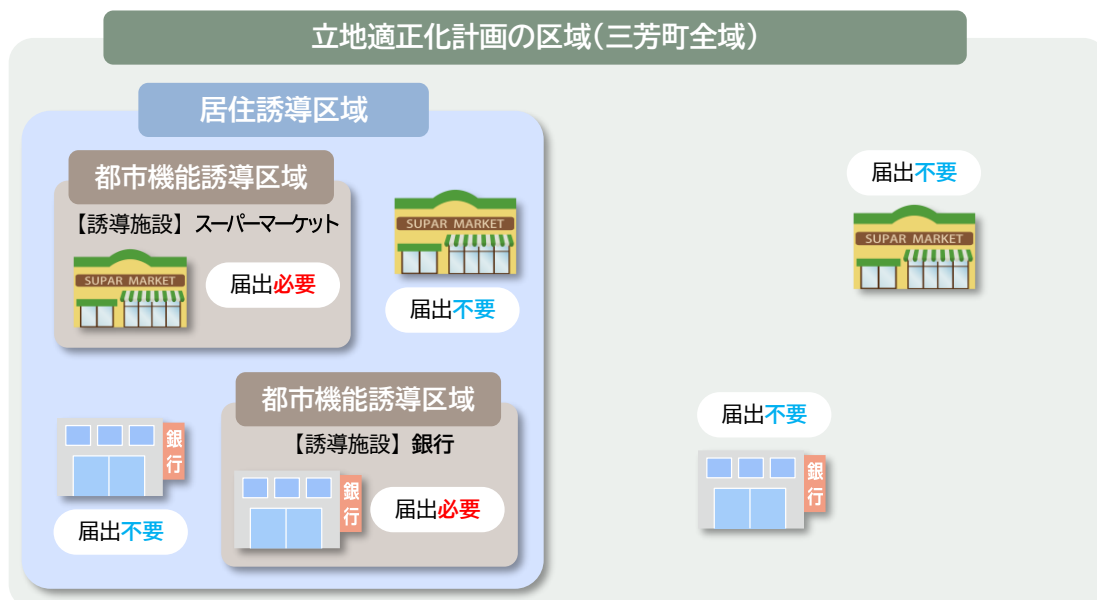 立地適正化計画の区域(三芳町全域)
居住誘導区域
都市機能誘導区域
【誘導施設】スーパーマーケット
SUPAR MARKET
届出必要
SUPAR MARKET
届出不要
届出不要
SUPAR MARKET
都市機能誘導区域
【誘導施設】銀行
銀行
届出必要
銀行
届出不要
届出不要
銀行